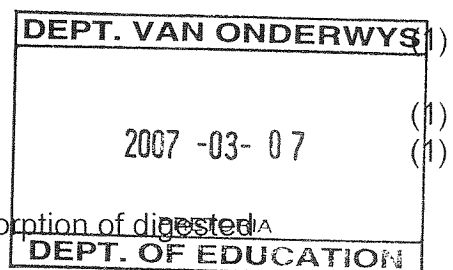 DEPT. VAN ONDERWYS (1)
(1)
2007 -03- 07 (1)
orption of digested
DEPT. OF EDUCATION